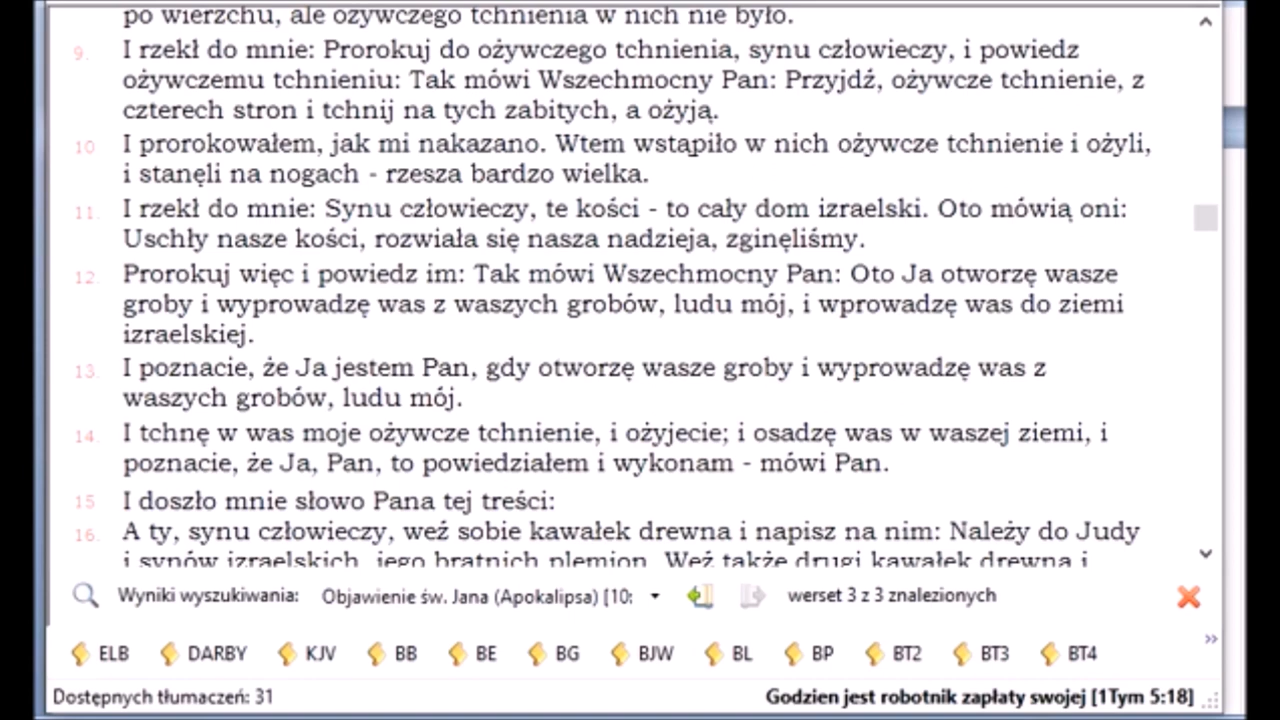 po wierzchu, ale ożywczego tchnienia w nich nie było.
9. I rzekł do mnie: Prorokuj do ożywczego tchnienia, synu człowieczy, i powiedz
ożywczemu tchnieniu: Tak mówi Wszechmocny Pan: Przyjdź, ożywcze tchnienie, z
czterech stron i tchnij na tych zabitych, a ożyją.
10 I prorokowałem, jak mi nakazano. Wtem wstąpiło w nich ożywcze tchnienie i ożyli,
i stanęli na nogach - rzesza bardzo wielka.
11. I rzekł do mnie: Synu człowieczy, te kości - to cały dom izraelski. Oto mówią oni:
Uschły nasze kości, rozwiała się nasza nadzieja, zginęliśmy.
12. Prorokuj więc i powiedz im: Tak mówi Wszechmocny Pan: Oto Ja otworzę wasze
groby i wyprowadzę was z waszych grobów, ludu mój, i wprowadzę was do ziemi
izraelskiej.
13. I poznacie, że Ja jestem Pan, gdy otworzę wasze groby i wyprowadzę was z
waszych grobów, ludu mój.
14. I tchnę w was moje ożywcze tchnienie, i ożyjecie; i osadzę was w waszej ziemi, i
poznacie, że Ja, Pan, to powiedziałem i wykonam - mówi Pan.
15 I doszło mnie słowo Pana tej treści:
16. A ty, synu człowieczy, weź sobie kawałek drewna i napisz na nim: Należy do Judy
i synów izraelskich, jego bratnich plemion. Weź także drugi kawałek drewna i
Wyniki wyszukiwania: Objawienie św. Jana (Apokalipsa) [10: werset 3 z 3 znalezionych
ELB DARBY KJV BB BE BG BJW BL BP BT2 BT3 BT4 »
Dostępnych tłumaczeń: 31 Godzien jest robotnik zapłaty swojej [1Tym 5:18]